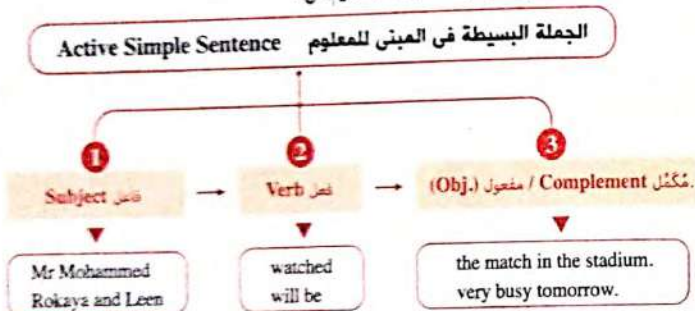 Active Simple Sentence الجملة البسيطة فى المبنى للمعلوم
1
2
3
Subject فاعل
Verb فعل
مُكَمِّل Complement / مفعول (Obj.)
Mr Mohammed
Rokaya and Leen
watched
will be
the match in the stadium.
very busy tomorrow.